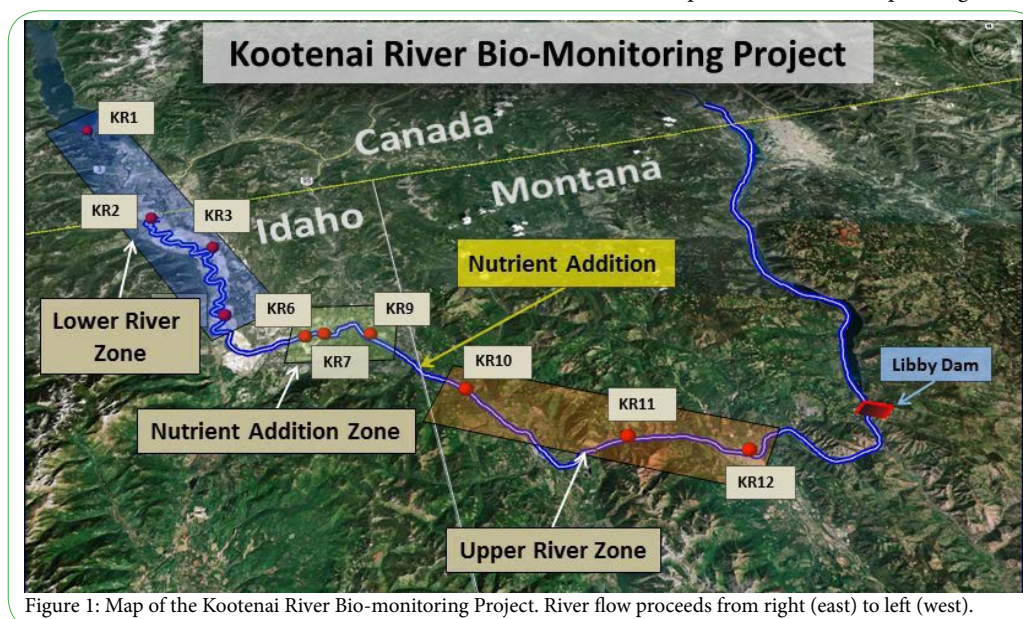 Kootenai River Bio-Monitoring Project
KR1
Canada
Montana
KR2
KR3
Idaho
Nutrient Addition
Lower River
Zone
KR6
KR9
KR7
KR10
Libby Dam
KR11
Nutrient Addition Zone
KR12
Upper River Zone
Figure 1: Map of the Kootenai River Bio-monitoring Project. River flow proceeds from right (east) to left (west).